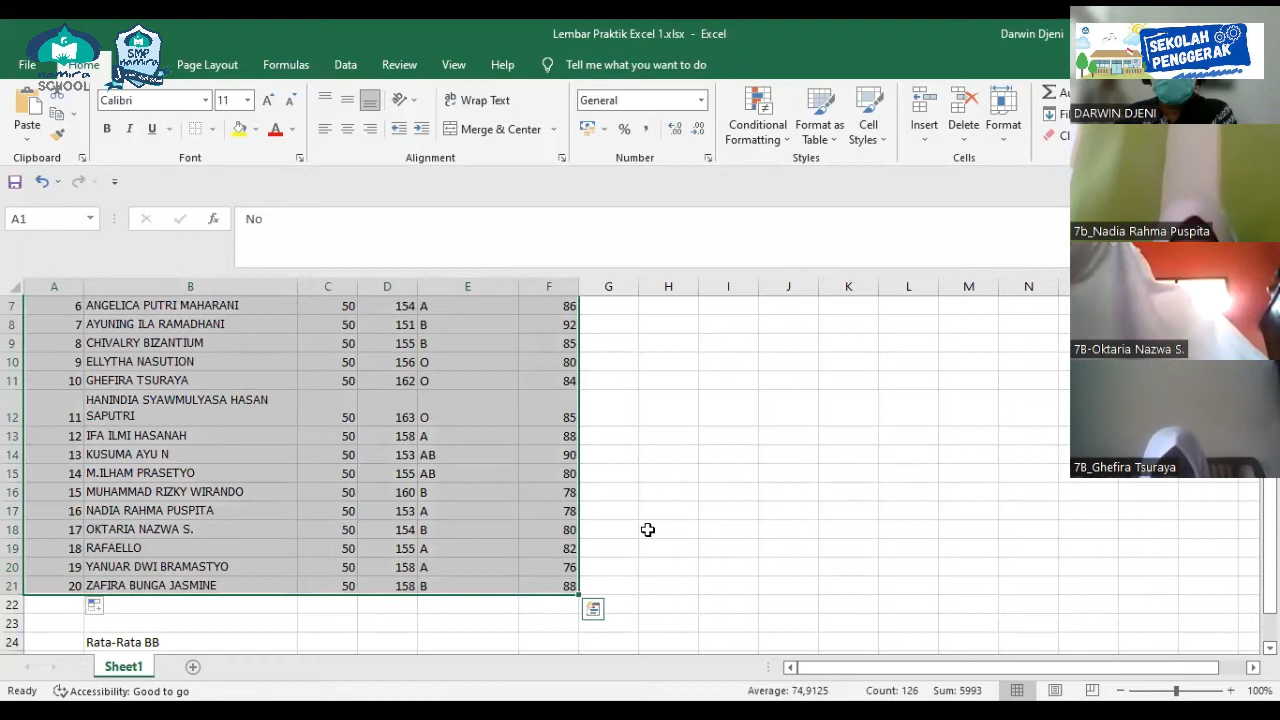 Lembar Praktik Excel 1.xlsx - Excel
Darwin Djeni
SMP
SCHOOL
SEKOLAH
PENGGERAK
File Home Page Layout Formulas Data Review View Help Tell me what you want to do
Paste
Calibri 11
B I U A
Wrap Text
Merge & Center
General
% ,
Conditional Formatting
Format as Table
Cell Styles
Insert
Delete
Format
Clipboard Font Alignment Number Styles Cells
DARWIN DJENI
7b_Nadia Rahma Puspita
7B-Oktaria Nazwa S.
7B_Ghefira Tsuraya
A1 fx No
A B C D E F G H I J K L M N
7 6 ANGELICA PUTRI MAHARANI 50 154 A 86
8 7 AYUNING ILA RAMADHANI 50 151 B 92
9 8 CHIVALRY BIZANTIUM 50 155 B 85
10 9 ELLYTHA NASUTION 50 156 O 80
11 10 GHEFIRA TSURAYA 50 162 O 84
HANINDIA SYAWMULYASA HASAN
12 11 SAPUTRI 50 163 O 85
13 12 IFA ILMI HASANAH 50 158 A 88
14 13 KUSUMA AYU N 50 153 AB 90
15 14 M.ILHAM PRASETYO 50 155 AB 80
16 15 MUHAMMAD RIZKY WIRANDO 50 160 B 78
17 16 NADIA RAHMA PUSPITA 50 153 A 78
18 17 OKTARIA NAZWA S. 50 154 B 80
19 18 RAFAELLO 50 155 A 82
20 19 YANUAR DWI BRAMASTYO 50 158 A 76
21 20 ZAFIRA BUNGA JASMINE 50 158 B 88
22
23
24 Rata-Rata BB
Sheet1
Ready Accessibility: Good to go Average: 74,9125 Count: 126 Sum: 5993 100%